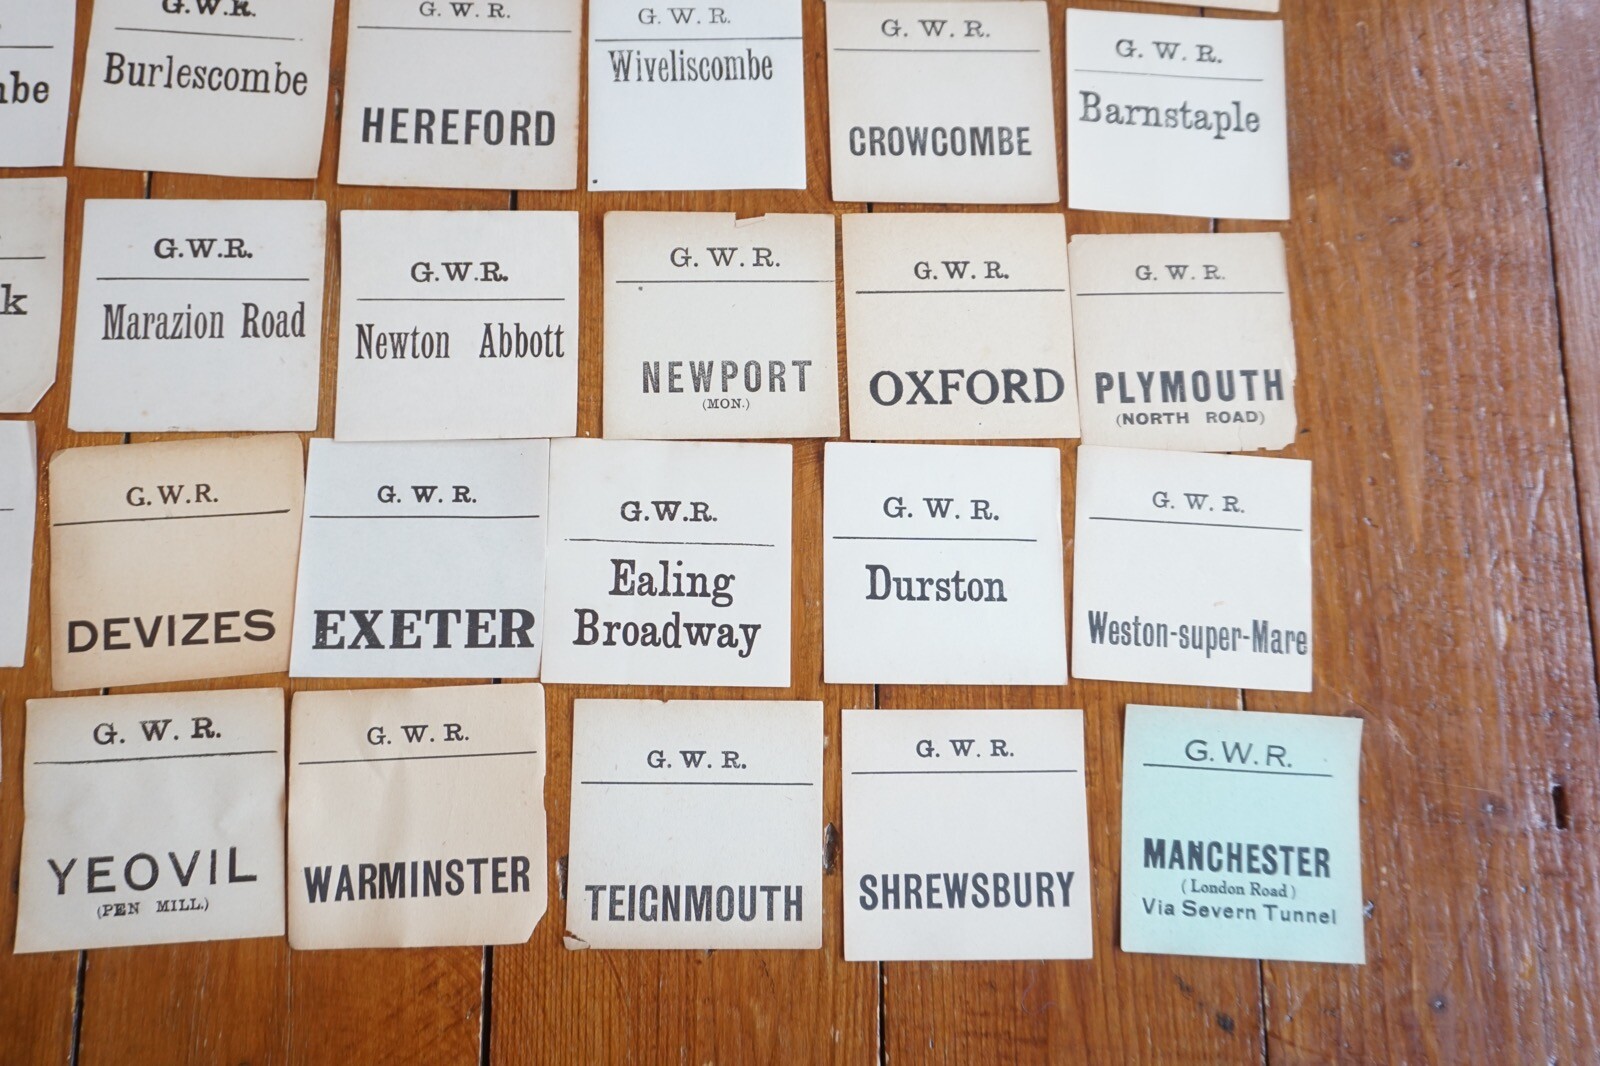 G.W.R.
Burlescombe
G. W. R.
HEREFORD
G. W. R.
Wiveliscombe
G. W. R.
CROWCOMBE
G. W. R.
Barnstaple
G.W.R.
Marazion Road
G.W.R.
Newton Abbott
G. W. R.
NEWPORT
(MON.)
G. W. R.
OXFORD
G. W. R.
PLYMOUTH
(NORTH ROAD)
G. W. R.
DEVIZES
G. W. R.
EXETER
G.W.R.
Ealing
Broadway
G. W. R.
Durston
G. W. R.
Weston-super-Mare
G. W. R.
YEOVIL
(PEN MILL.)
G. W. R.
WARMINSTER
G. W. R.
TEIGNMOUTH
G. W. R.
SHREWSBURY
G. W. R.
MANCHESTER
(London Road)
Via Severn Tunnel